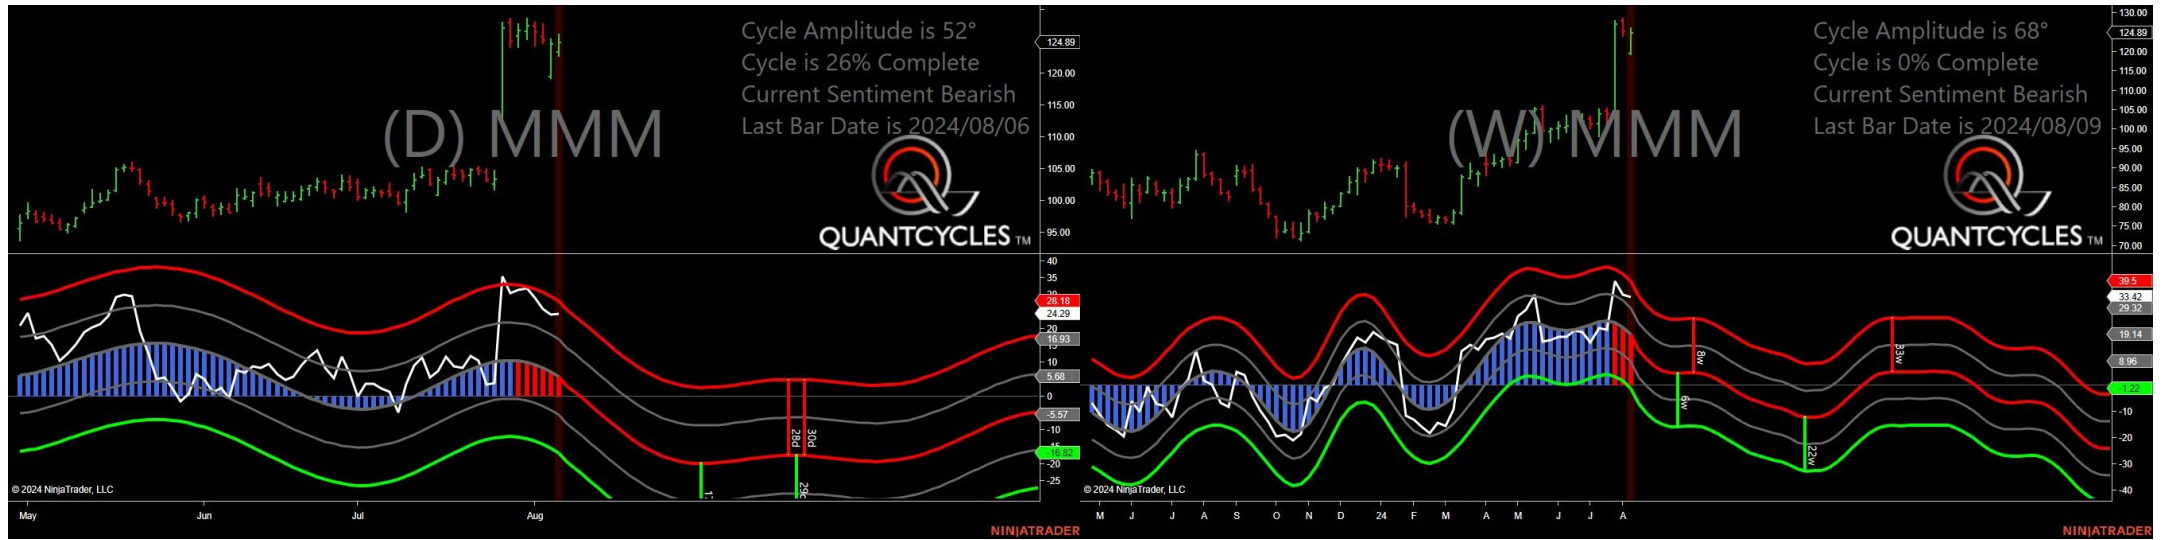 Cycle Amplitude is 52°
Cycle is 26% Complete
Current Sentiment Bearish
Last Bar Date is 2024/08/06
(D) MMM
QUANTCYCLES TM
124.89
120.00
115.00
110.00
105.00
100.00
95.00
40
35
28.18
24.29
20
16.93
10
5.68
0
-5.57
-10
-16.82
-20
-25
28d
30d
© 2024 NinjaTrader, LLC
May
Jun
Jul
Aug
NINJATRADER
Cycle Amplitude is 68°
Cycle is 0% Complete
Current Sentiment Bearish
Last Bar Date is 2024/08/09
(W) MMM
QUANTCYCLES TM
130.00
124.89
120.00
115.00
110.00
105.00
100.00
95.00
90.00
85.00
80.00
75.00
70.00
39.5
33.42
29.32
19.14
8.96
-1.22
-10
-20
-30
-40
8w
6w
33w
22w
© 2024 NinjaTrader, LLC
M J J A S O N D 24 F M A M J J A
NINJATRADER